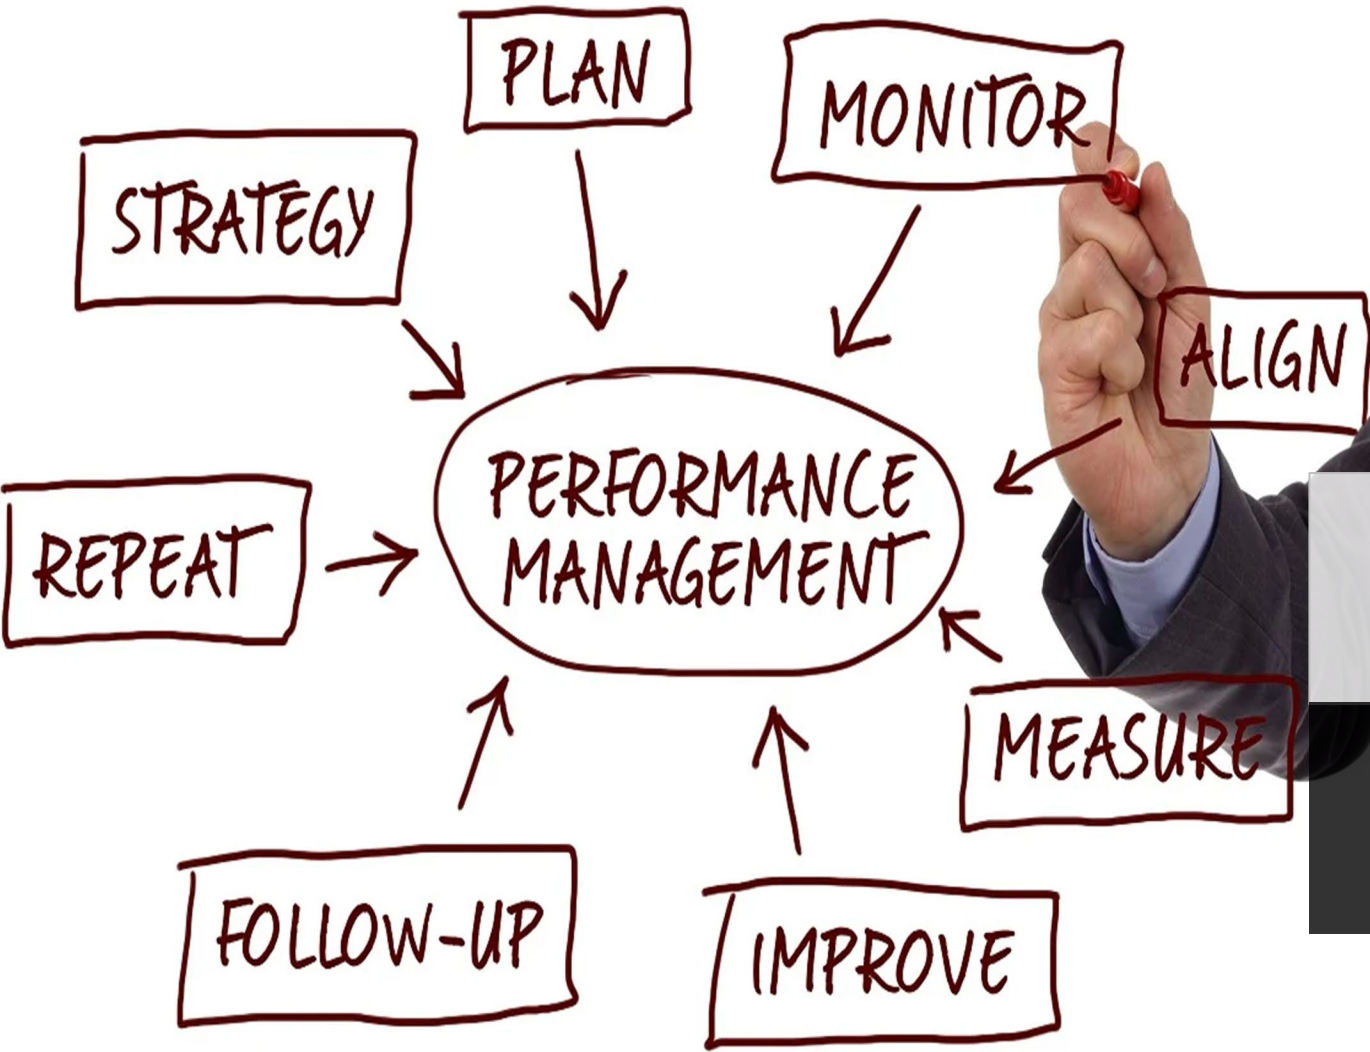 PLAN
MONITOR
STRATEGY
ALIGN
PERFORMANCE
MANAGEMENT
REPEAT
MEASURE
FOLLOW-UP
IMPROVE